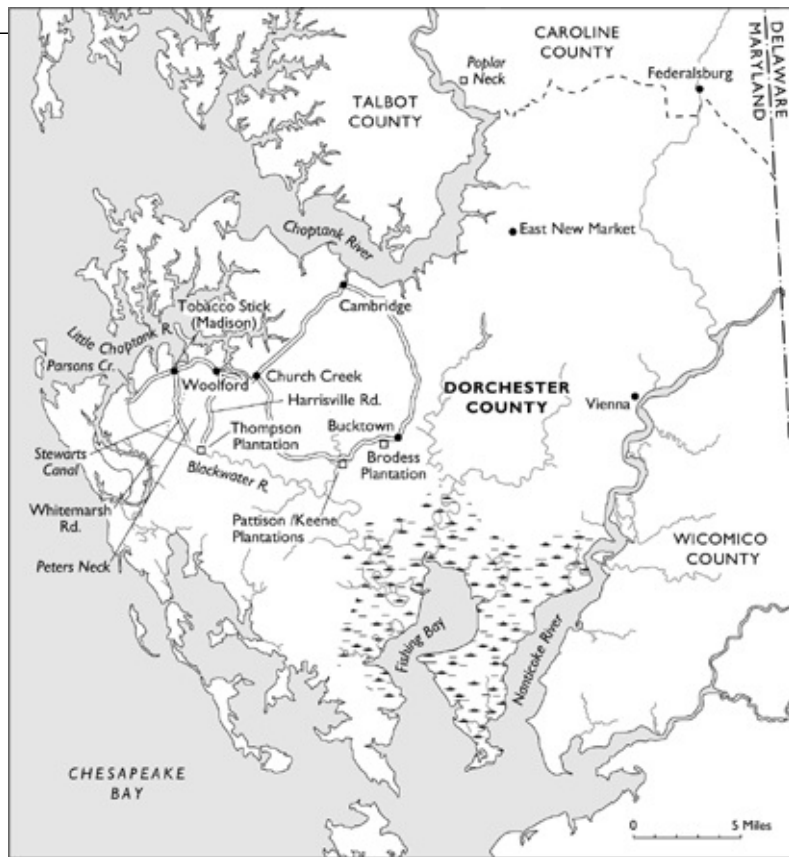 CAROLINE
COUNTY
DELAWARE
MARYLAND
Poplar
Neck
Federalsburg
TALBOT
COUNTY
Choptank River
East New Market
Cambridge
Tobacco Stick
(Madison)
Little Choptank R.
Parsons Cr.
Woolford
Church Creek
Harrisville Rd.
DORCHESTER
COUNTY
Vienna
Bucktown
Brodess
Plantation
Thompson
Plantation
Stewarts
Canal
Blackwater R.
Whitemarsh
Rd.
Pattison/Keene
Plantations
Peters Neck
WICOMICO
COUNTY
Fishing Bay
Nanticoke River
CHESAPEAKE
BAY
0 5 Miles